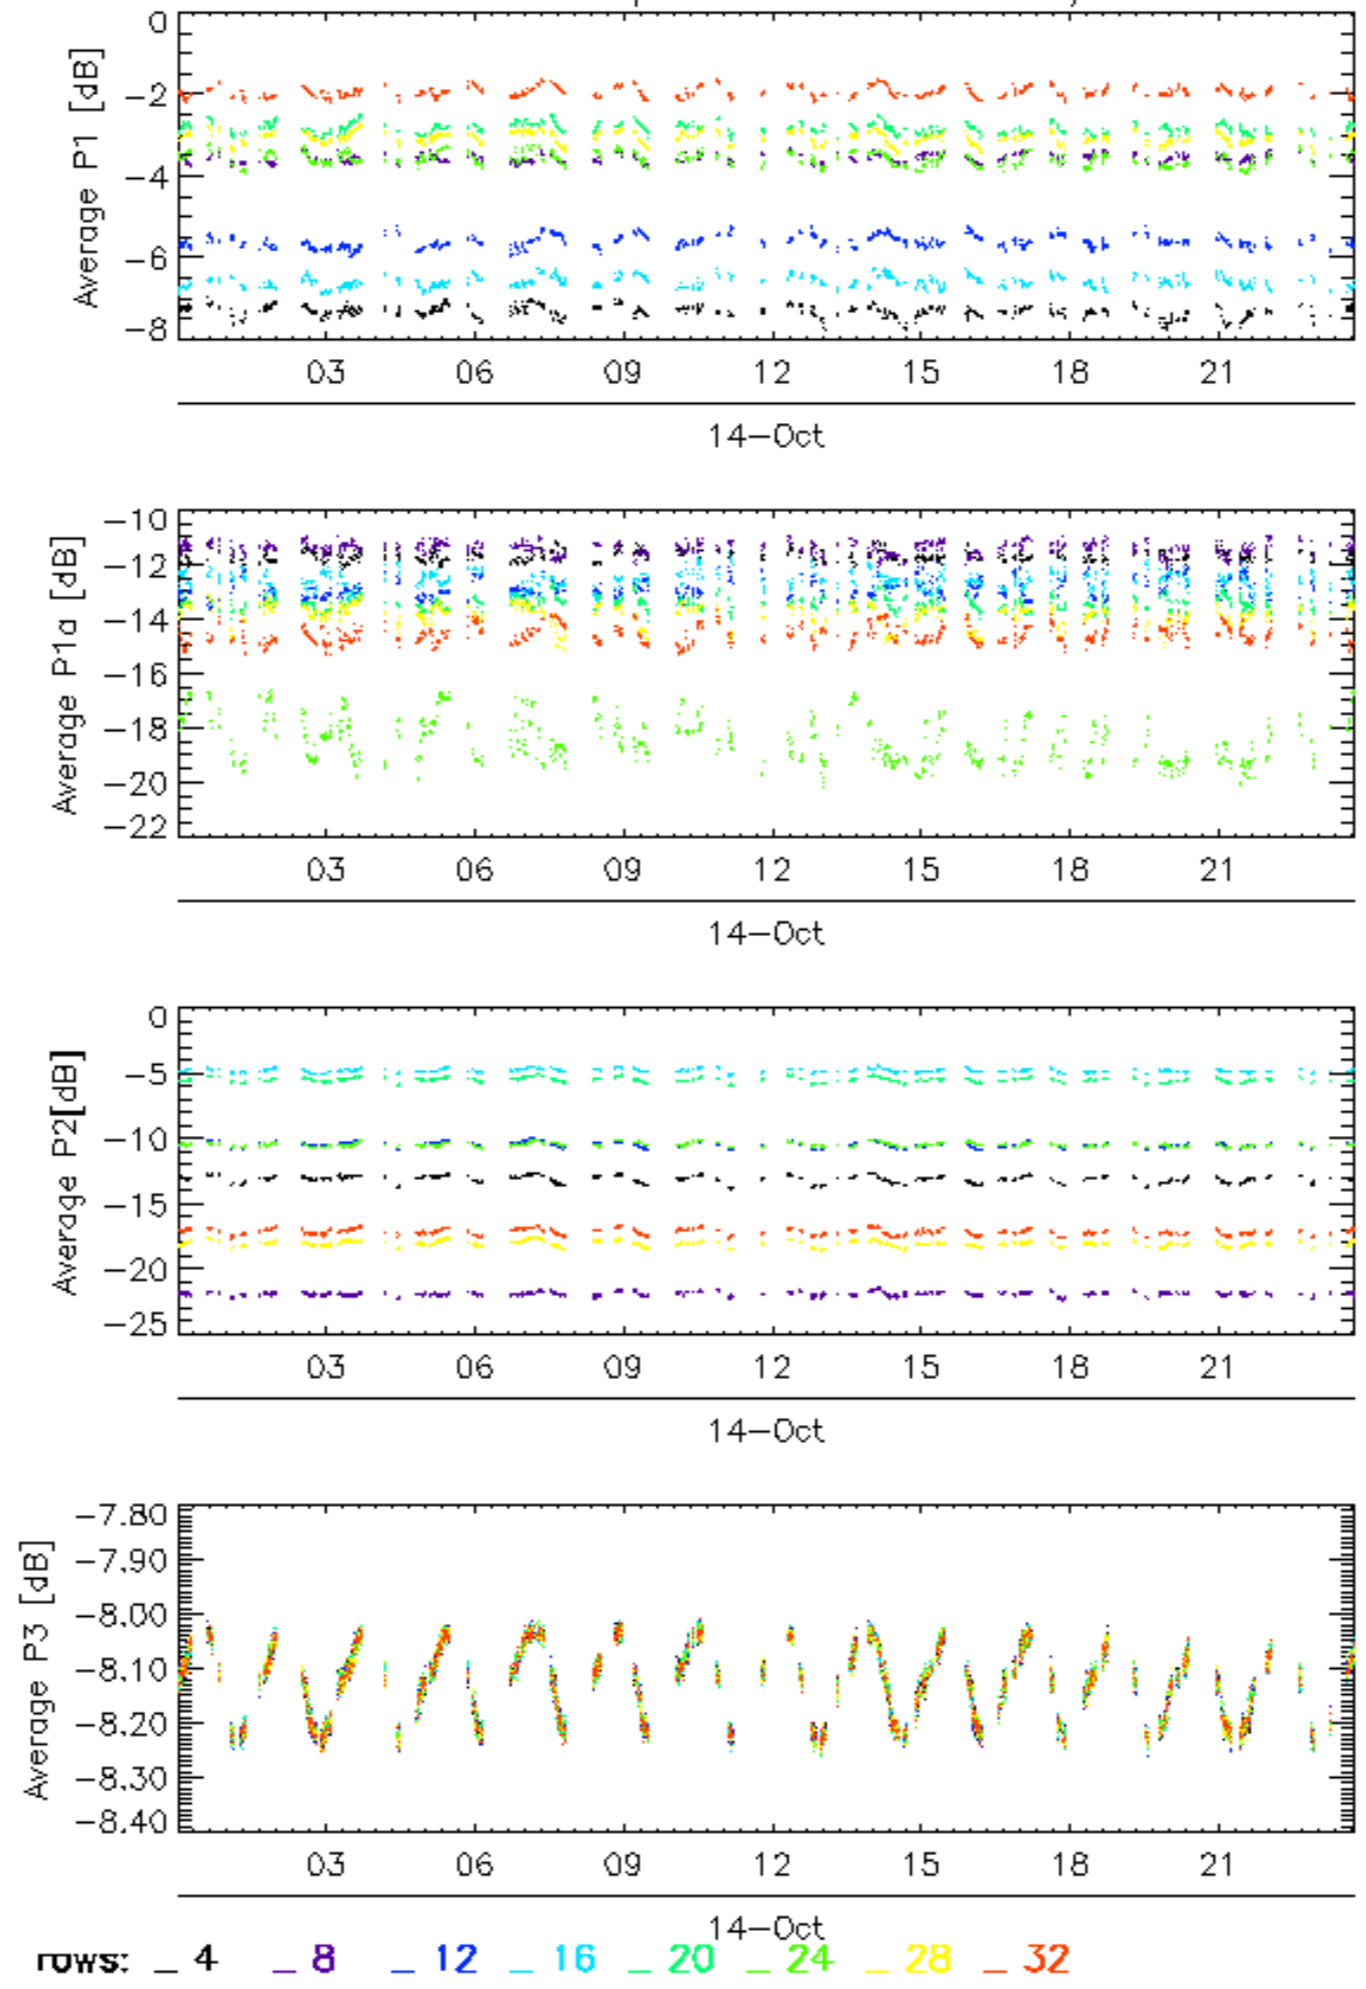 0
-2
-4
-6
-8
Average P1 [dB]
03 06 09 12 15 18 21
14-Oct
-10
-12
-14
-16
-18
-20
-22
Average P1a [dB]
03 06 09 12 15 18 21
14-Oct
0
-5
-10
-15
-20
-25
Average P2[dB]
03 06 09 12 15 18 21
14-Oct
-7.80
-7.90
-8.00
-8.10
-8.20
-8.30
-8.40
Average P3 [dB]
03 06 09 12 15 18 21
14-Oct
rows: _ 4 _ 8 _ 12 _ 16 _ 20 _ 24 _ 28 _ 32